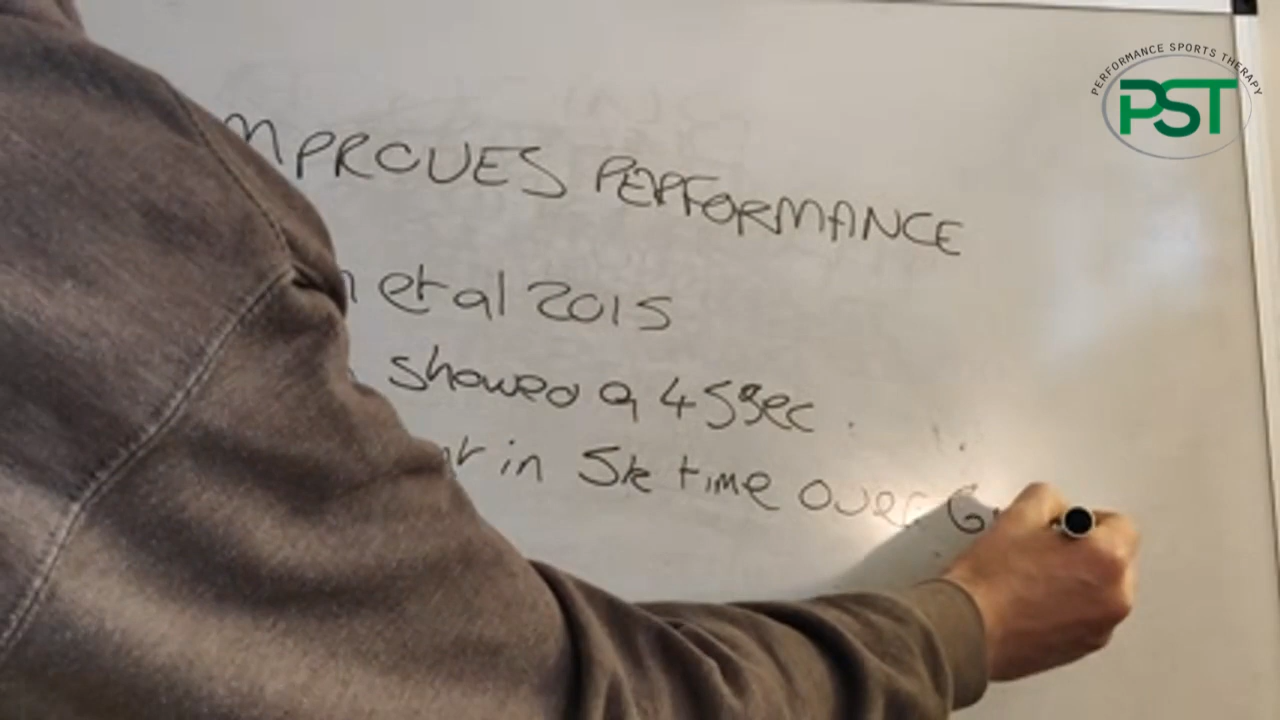 PERFORMANCE SPORTS THERAPY
PST
MPROVES PERFORMANCE
et al 2015
showed a 45sec
in 5k time over